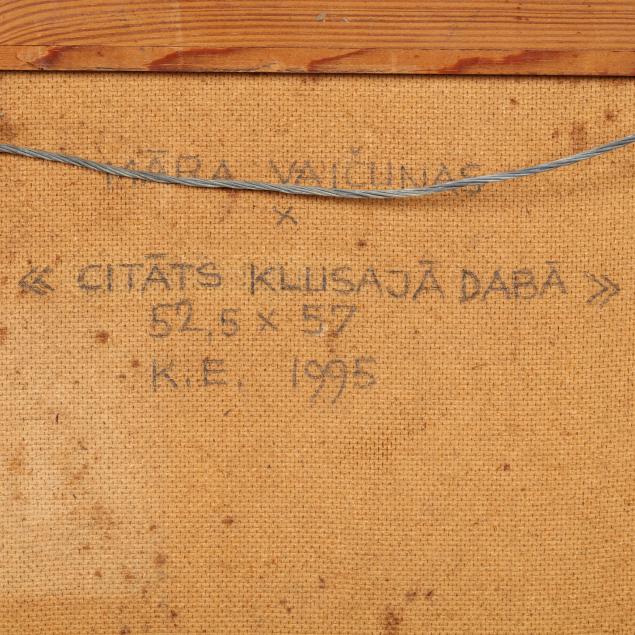 MĀRA VAIČUNAS
x
« CITĀTS KLUSAJĀ DABĀ »
52,5 x 57
K.E. 1995